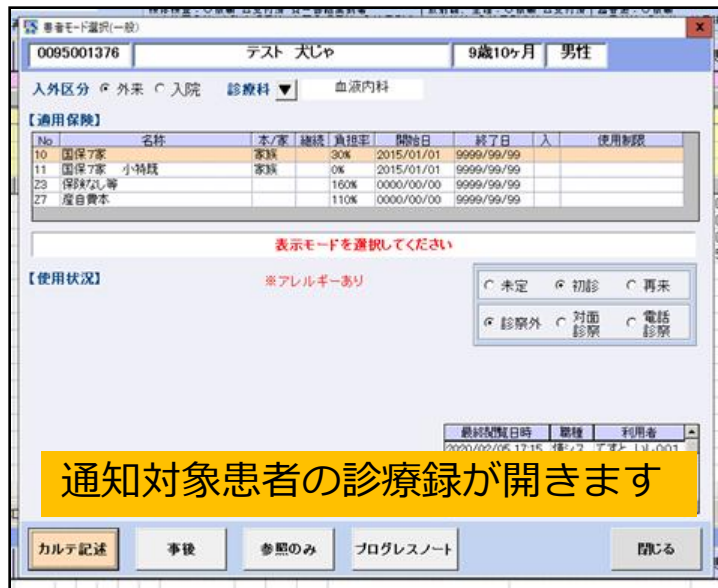 患者モード選択(一般)
0095001376 テスト 犬じゃ 9歳10ヶ月 男性
入外区分 外来 入院 診療科 ▼ 血液内科
【適用保険】
No 名称 本/家 継続 負担率 開始日 終了日 入 使用制限
10 国保7家 家族 30% 2015/01/01 9999/99/99
11 国保7家 小特既 家族 0% 2015/01/01 9999/99/99
Z3 保険なし等 160% 0000/00/00 9999/99/99
Z7 産自費本 110% 0000/00/00 9999/99/99
表示モードを選択してください
【使用状況】 ※アレルギーあり
未定 初診 再来
診察外 対面診察 電話診察
最終閲覧日時 職種 利用者
2020/02/05 17:15
通知対象患者の診療録が開きます
カルテ記述 事後 参照のみ プログレスノート 閉じる